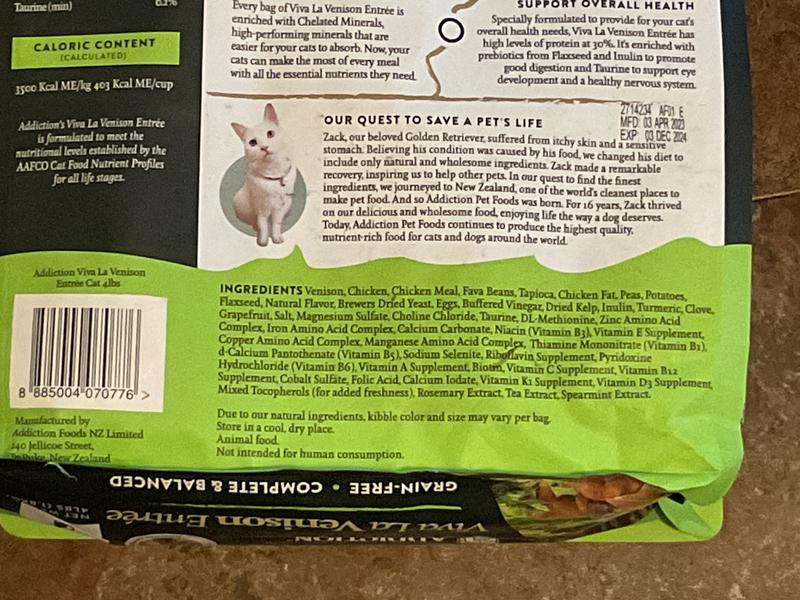 Taurine (min) 0.2%
CALORIC CONTENT
(CALCULATED)
3500 Kcal ME/kg 403 Kcal ME/cup
Addiction's Viva La Venison Entrée
is formulated to meet the
nutritional levels established by the
AAFCO Cat Food Nutrient Profiles
for all life stages.
Every bag of Viva La Venison Entrée is
enriched with Chelated Minerals,
high-performing minerals that are
easier for your cats to absorb. Now, your
cats can make the most of every meal
with all the essential nutrients they need.
SUPPORT OVERALL HEALTH
Specially formulated to provide for your cat's
overall health needs, Viva La Venison Entrée has
high levels of protein at 30%. It's enriched with
prebiotics from Flaxseed and Inulin to promote
good digestion and Taurine to support eye
development and a healthy nervous system.
2714234 AF01 E
MFD: 03 APR 2023
EXP: 03 DEC 2024
OUR QUEST TO SAVE A PET'S LIFE
Zack, our beloved Golden Retriever, suffered from itchy skin and a sensitive
stomach. Believing his condition was caused by his food, we changed his diet to
include only natural and wholesome ingredients. Zack made a remarkable
recovery, inspiring us to help other pets. In our quest to find the finest
ingredients, we journeyed to New Zealand, one of the world's cleanest places to
make pet food. And so Addiction Pet Foods was born. For 16 years, Zack thrived
on our delicious and wholesome food, enjoying life the way a dog deserves.
Today, Addiction Pet Foods continues to produce the highest quality,
nutrient-rich food for cats and dogs around the world.
Addiction Viva La Venison
Entrée Cat 4lbs
8 885004 070776 >
Manufactured by
Addiction Foods NZ Limited
240 Jellicoe Street,
Te Puke, New Zealand
INGREDIENTS Venison, Chicken, Chicken Meal, Fava Beans, Tapioca, Chicken Fat, Peas, Potatoes,
Flaxseed, Natural Flavor, Brewers Dried Yeast, Eggs, Buffered Vinegar, Dried Kelp, Inulin, Turmeric, Clove,
Grapefruit, Salt, Magnesium Sulfate, Choline Chloride, Taurine, DL-Methionine, Zinc Amino Acid
Complex, Iron Amino Acid Complex, Calcium Carbonate, Niacin (Vitamin B3), Vitamin E Supplement,
Copper Amino Acid Complex, Manganese Amino Acid Complex, Thiamine Mononitrate (Vitamin B1),
d-Calcium Pantothenate (Vitamin B5), Sodium Selenite, Riboflavin Supplement, Pyridoxine
Hydrochloride (Vitamin B6), Vitamin A Supplement, Biotin, Vitamin C Supplement, Vitamin B12
Supplement, Cobalt Sulfate, Folic Acid, Calcium Iodate, Vitamin K1 Supplement, Vitamin D3 Supplement,
Mixed Tocopherols (for added freshness), Rosemary Extract, Tea Extract, Spearmint Extract.
Due to our natural ingredients, kibble color and size may vary per bag.
Store in a cool, dry place.
Animal food.
Not intended for human consumption.
GRAIN-FREE • COMPLETE & BALANCED
Viva La Venison Entrée
ADDICTION